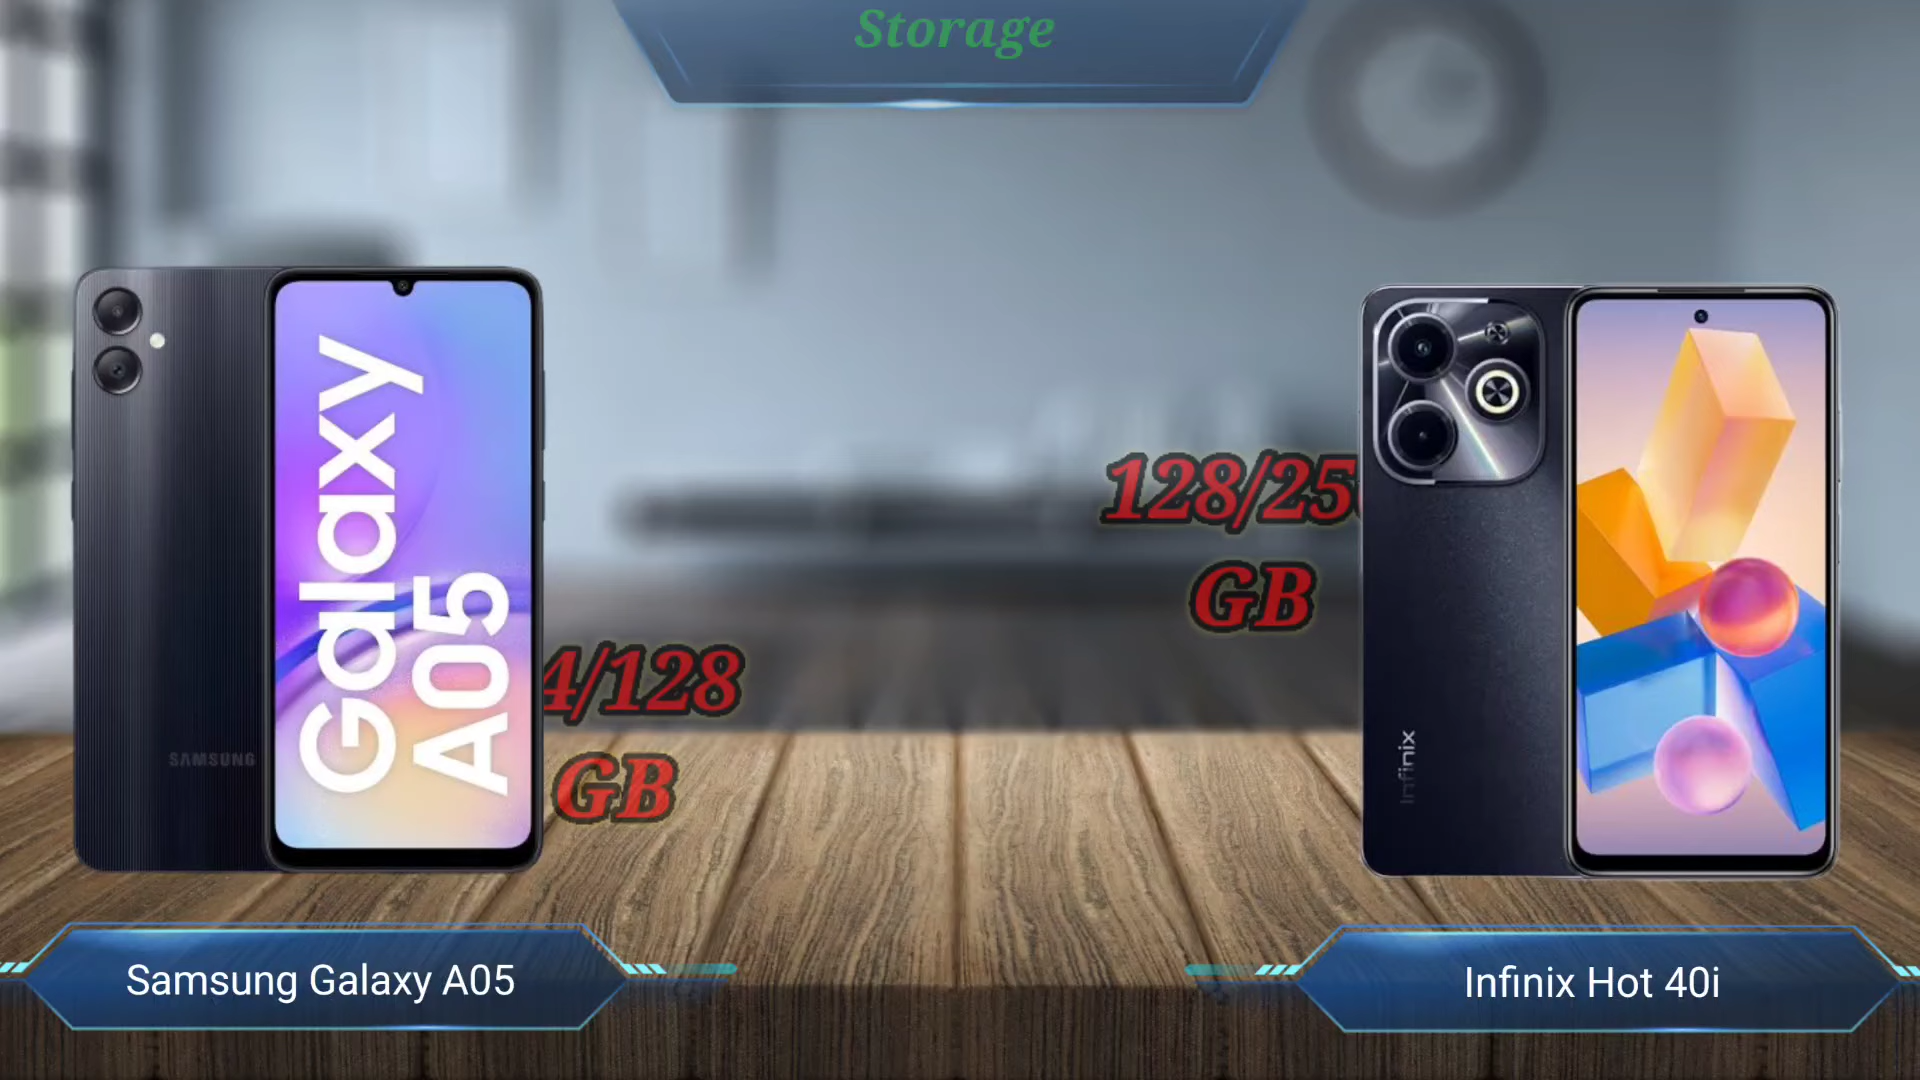 Storage
Galaxy
A05
SAMSUNG
4/128
GB
128/25
GB
Infinix
Samsung Galaxy A05
Infinix Hot 40i